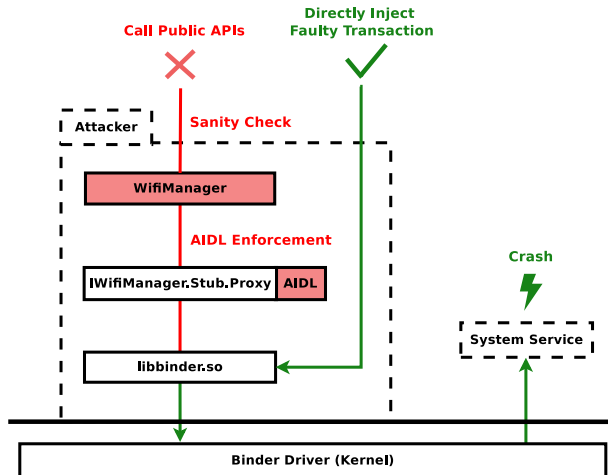 Directly Inject
Faulty Transaction
Call Public APIs
Attacker
Sanity Check
WifiManager
AIDL Enforcement
IWifiManager.Stub.Proxy
AIDL
Crash
System Service
libbinder.so
Binder Driver (Kernel)